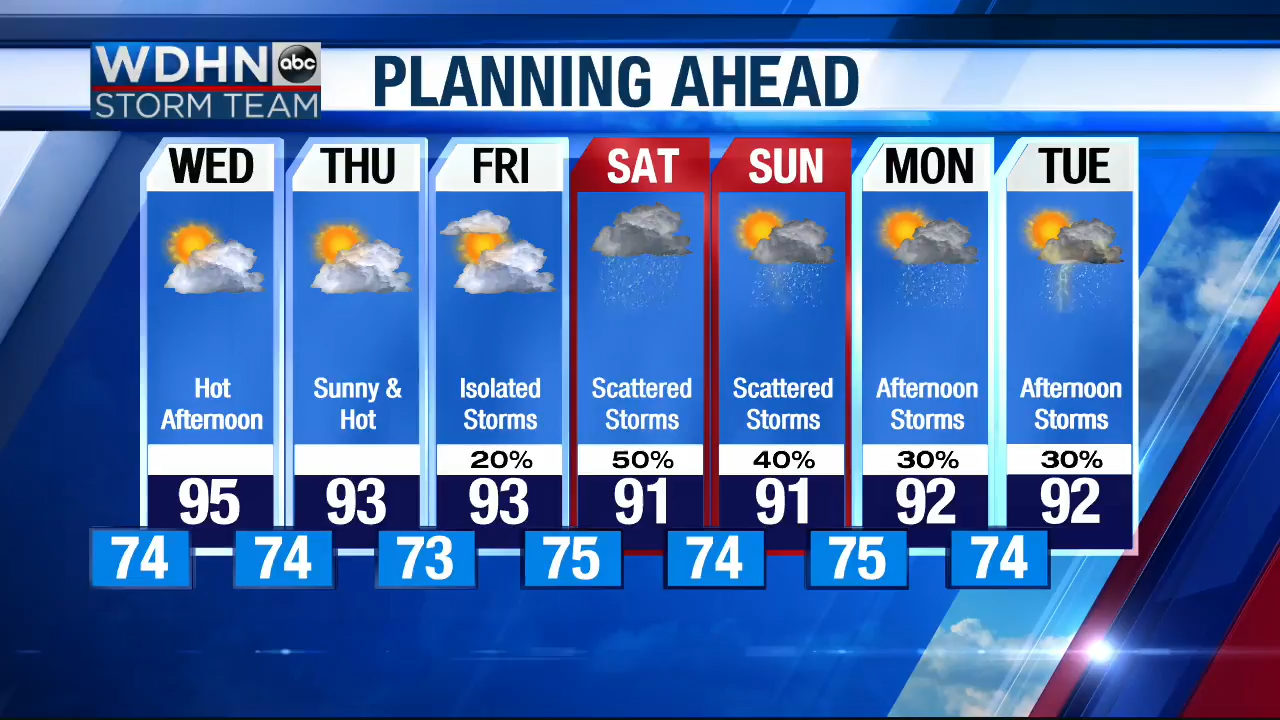 WDHN abc
STORM TEAM
PLANNING AHEAD
WED THU FRI SAT SUN MON TUE
Hot Sunny & Isolated Scattered Scattered Afternoon Afternoon
Afternoon Hot Storms Storms Storms Storms Storms
20% 50% 40% 30% 30%
95 93 93 91 91 92 92
74 74 73 75 74 75 74